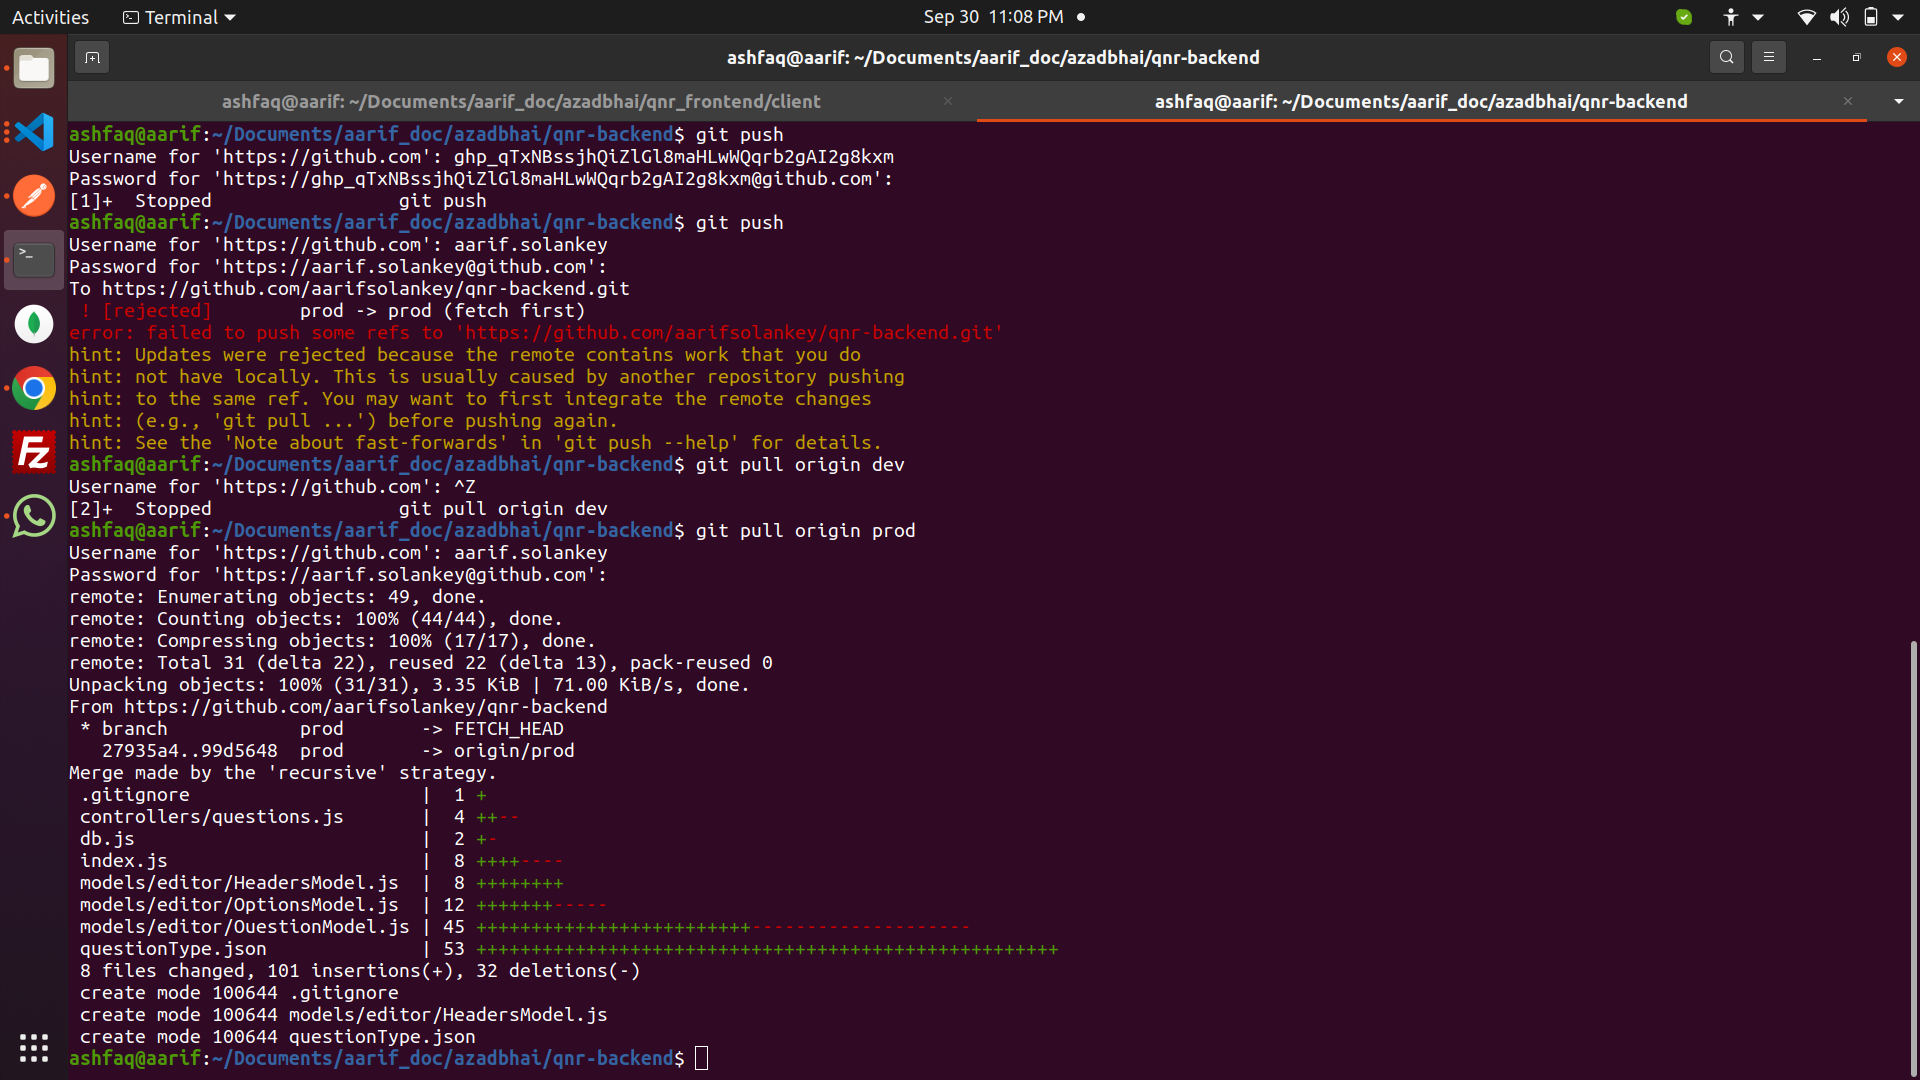 Activities Terminal Sep 30 11:08 PM
ashfaq@aarif: ~/Documents/aarif_doc/azadbhai/qnr-backend
ashfaq@aarif: ~/Documents/aarif_doc/azadbhai/qnr_frontend/client ashfaq@aarif: ~/Documents/aarif_doc/azadbhai/qnr-backend
ashfaq@aarif:~/Documents/aarif_doc/azadbhai/qnr-backend$ git push
Username for 'https://github.com': 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
Password for 'https://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@github.com':
[1]+  Stopped                 git push
ashfaq@aarif:~/Documents/aarif_doc/azadbhai/qnr-backend$ git push
Username for 'https://github.com': aarif.solankey
Password for 'https://aarif.solankey@github.com':
To https://github.com/aarifsolankey/qnr-backend.git
 ! [rejected]        prod -> prod (fetch first)
error: failed to push some refs to 'https://github.com/aarifsolankey/qnr-backend.git'
hint: Updates were rejected because the remote contains work that you do
hint: not have locally. This is usually caused by another repository pushing
hint: to the same ref. You may want to first integrate the remote changes
hint: (e.g., 'git pull ...') before pushing again.
hint: See the 'Note about fast-forwards' in 'git push --help' for details.
ashfaq@aarif:~/Documents/aarif_doc/azadbhai/qnr-backend$ git pull origin dev
Username for 'https://github.com': ^Z
[2]+  Stopped                 git pull origin dev
ashfaq@aarif:~/Documents/aarif_doc/azadbhai/qnr-backend$ git pull origin prod
Username for 'https://github.com': aarif.solankey
Password for 'https://aarif.solankey@github.com':
remote: Enumerating objects: 49, done.
remote: Counting objects: 100% (44/44), done.
remote: Compressing objects: 100% (17/17), done.
remote: Total 31 (delta 22), reused 22 (delta 13), pack-reused 0
Unpacking objects: 100% (31/31), 3.35 KiB | 71.00 KiB/s, done.
From https://github.com/aarifsolankey/qnr-backend
 * branch            prod       -> FETCH_HEAD
   27935a4..99d5648  prod       -> origin/prod
Merge made by the 'recursive' strategy.
 .gitignore                     |  1 +
 controllers/questions.js       |  4 ++--
 db.js                          |  2 +-
 index.js                       |  8 ++++----
 models/editor/HeadersModel.js  |  8 ++++++++
 models/editor/OptionsModel.js  | 12 +++++++-----
 models/editor/OuestionModel.js | 45 +++++++++++++++++++++++++--------------------
 questionType.json              | 53 +++++++++++++++++++++++++++++++++++++++++++++++++++++
 8 files changed, 101 insertions(+), 32 deletions(-)
 create mode 100644 .gitignore
 create mode 100644 models/editor/HeadersModel.js
 create mode 100644 questionType.json
ashfaq@aarif:~/Documents/aarif_doc/azadbhai/qnr-backend$